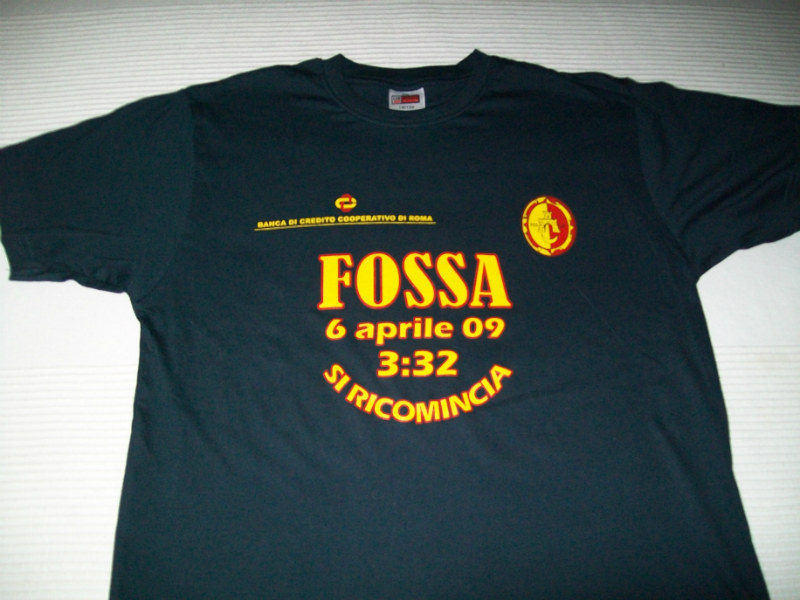 BANCA DI CREDITO COOPERATIVO DI ROMA
FOSSA
6 aprile 09
3:32
SI RICOMINCIA